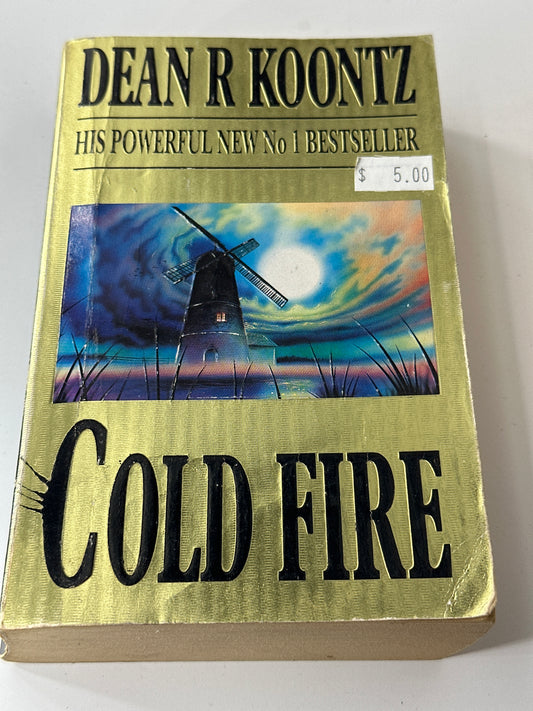 DEAN R KOONTZ
HIS POWERFUL NEW No 1 BESTSELLER
$ 5.00
COLD FIRE